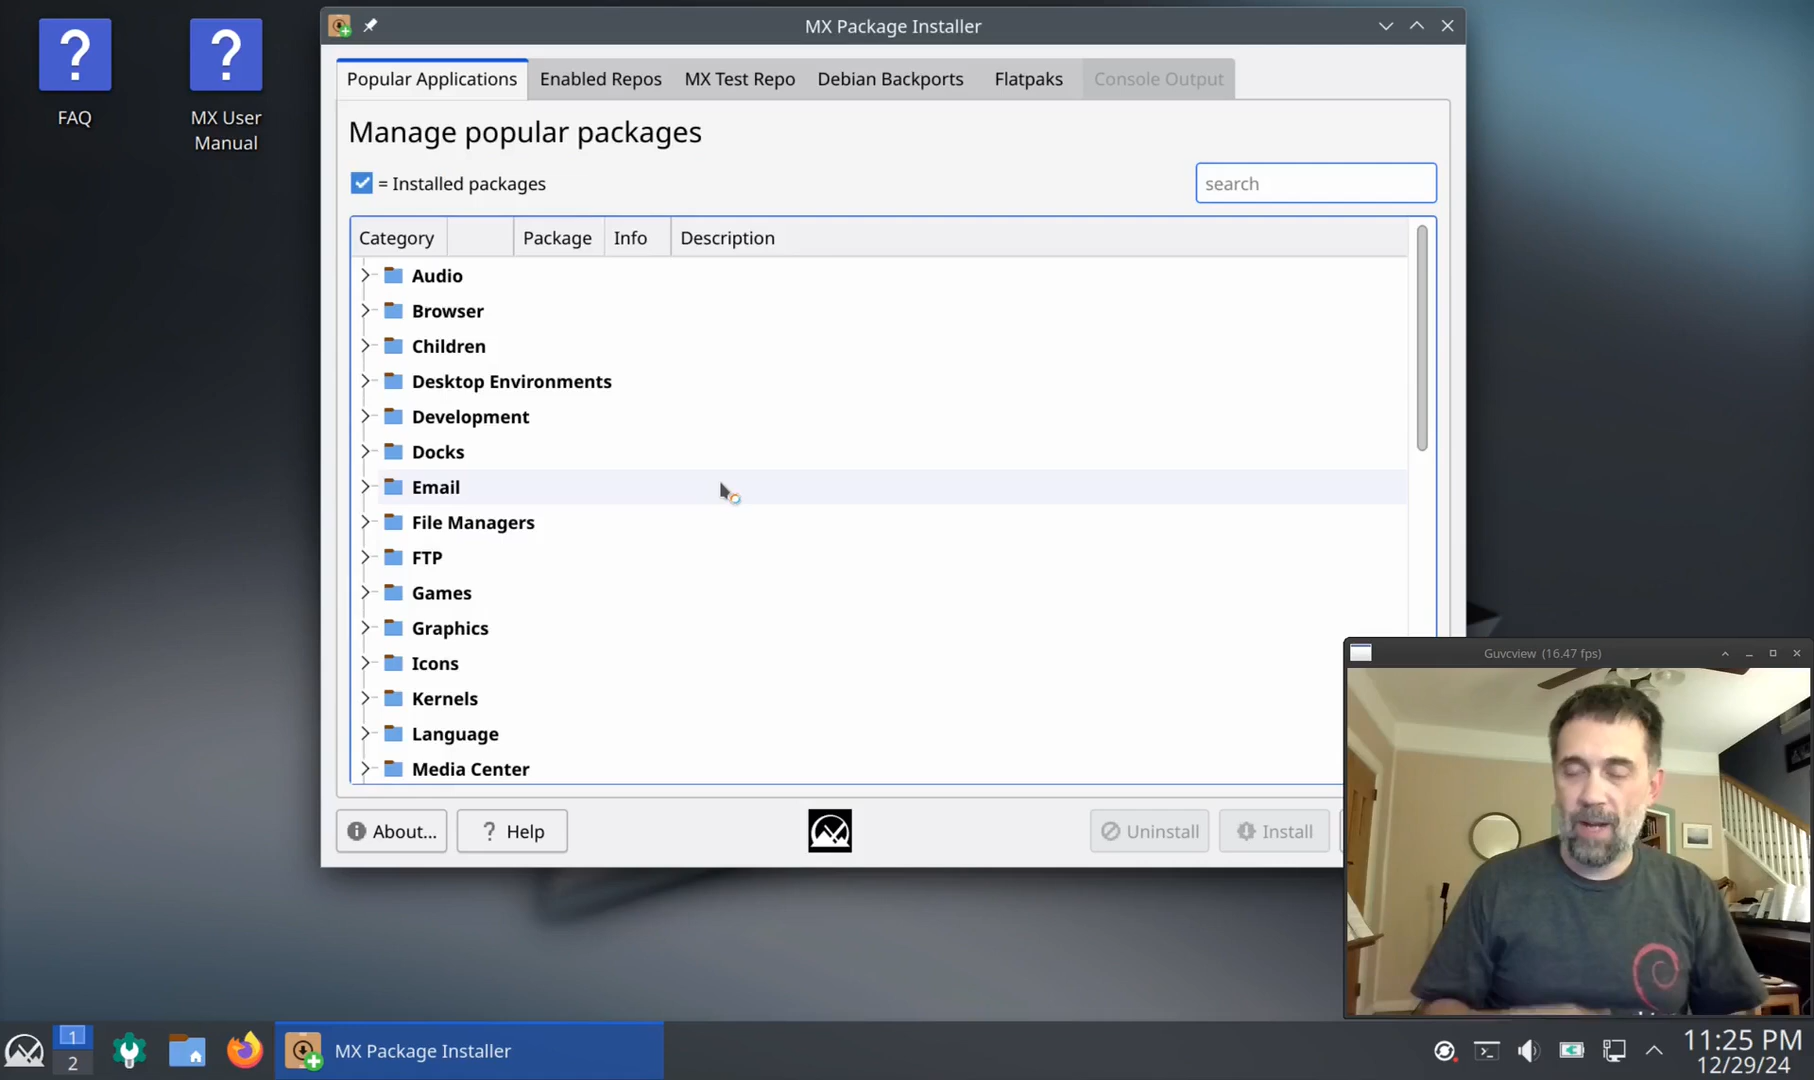 FAQ
MX User
Manual
MX Package Installer
Popular Applications
Enabled Repos
MX Test Repo
Debian Backports
Flatpaks
Console Output
Manage popular packages
= Installed packages
search
Category
Package
Info
Description
Audio
Browser
Children
Desktop Environments
Development
Docks
Email
File Managers
FTP
Games
Graphics
Icons
Kernels
Language
Media Center
About...
? Help
Uninstall
Install
Guvcview (16.47 fps)
1
2
MX Package Installer
11:25 PM
12/29/24